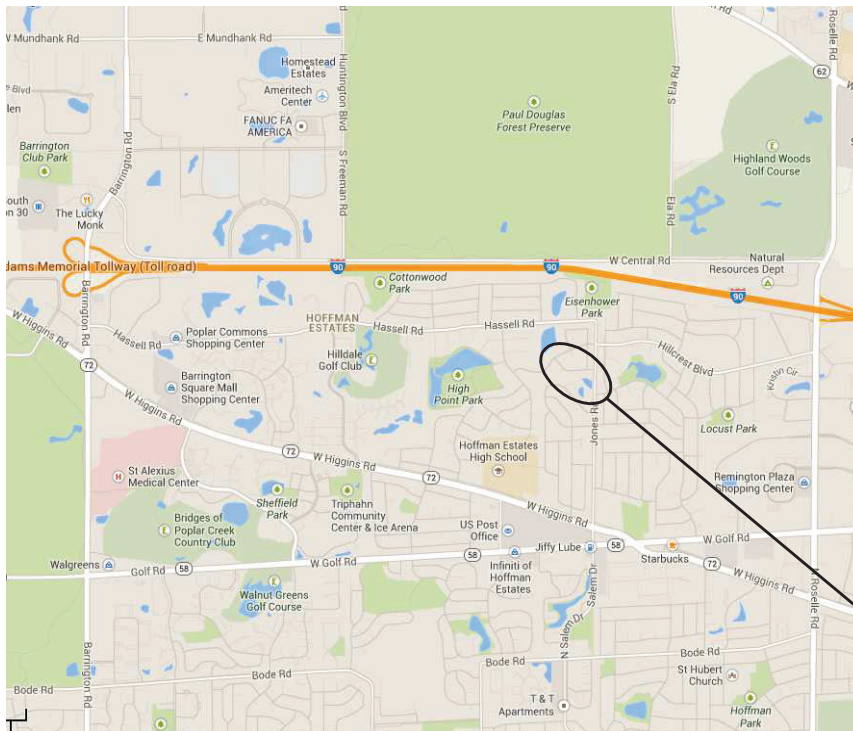 W Mundhank Rd
E Mundhank Rd
Roselle Rd
Homestead
Estates
Ameritech
Center
FANUC FA
AMERICA
Huntington Blvd
S Freeman Rd
S Ela Rd
Ela Rd
62
Paul Douglas
Forest Preserve
Highland Woods
Golf Course
Barrington
Club Park
Barrington Rd
The Lucky
Monk
W Central Rd
Natural
Resources Dept
dams Memorial Tollway (Toll road)
90
90
90
Cottonwood
Park
Eisenhower
Park
HOFFMAN
ESTATES
Hassell Rd
Hassell Rd
Hassell Rd
W Higgins Rd
Barrington Rd
Poplar Commons
Shopping Center
Hilldale
Golf Club
Hillcrest Blvd
Kristin Cir
72
Barrington
Square Mall
Shopping Center
High
Point Park
Jones Rd
Locust Park
W Higgins Rd
Hoffman Estates
High School
72
W Higgins Rd
72
St Alexius
Medical Center
Sheffield
Park
Triphahn
Community
Center & Ice Arena
Remington Plaza
Shopping Center
W Higgins Rd
Bridges of
Poplar Creek
Country Club
US Post
Office
Jiffy Lube
58
W Golf Rd
Walgreens
Golf Rd
58
W Golf Rd
58
Infiniti of
Hoffman
Estates
Starbucks
72
W Higgins Rd
N Roselle Rd
Walnut Greens
Golf Course
Salem Dr
N Salem Dr
Barrington Rd
Bode Rd
Bode Rd
Bode Rd
Bode Rd
St Hubert
Church
T & T
Apartments
Hoffman
Park